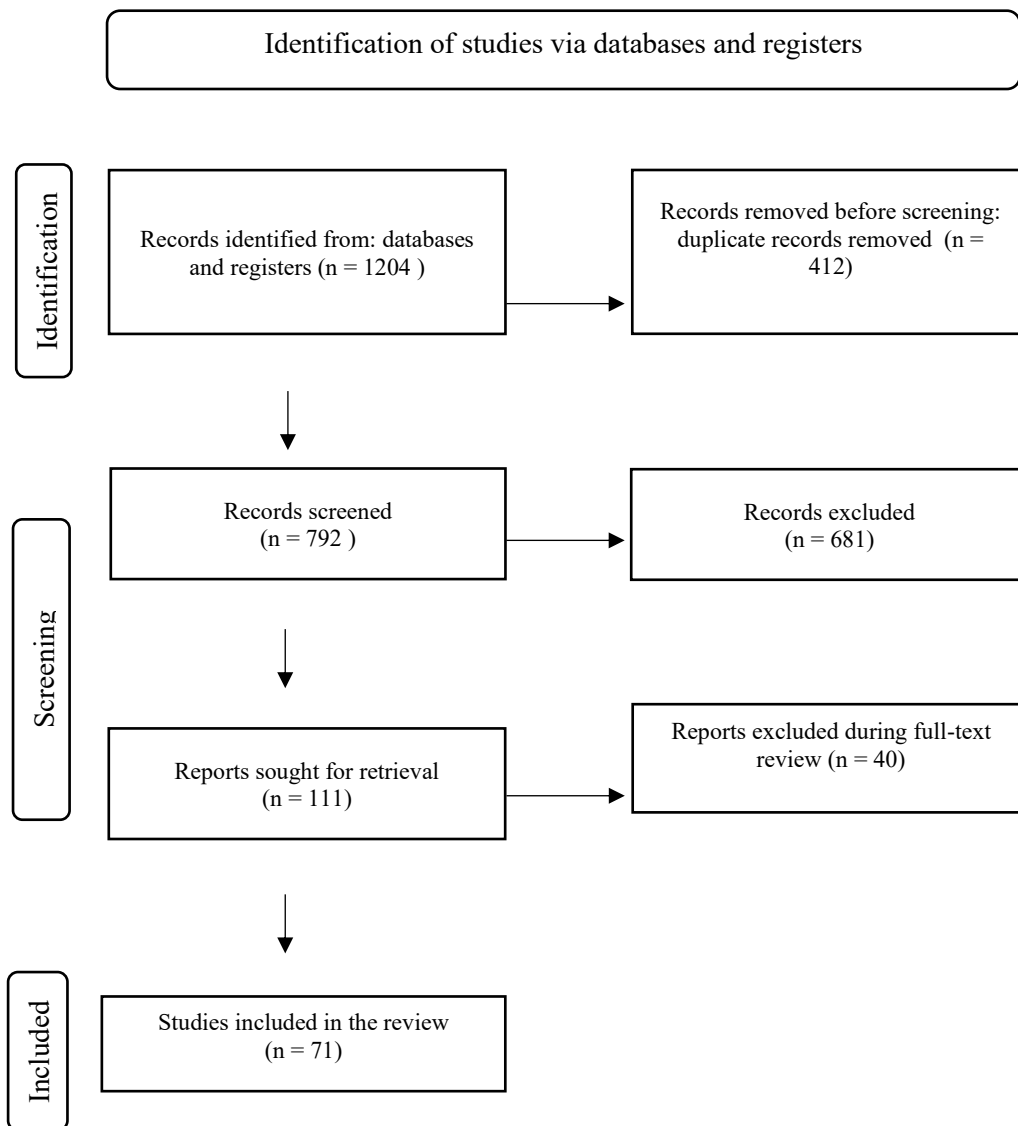 Identification of studies via databases and registers
Identification
Records identified from: databases
and registers (n = 1204 )
Records removed before screening:
duplicate records removed  (n =
412)
Screening
Records screened
(n = 792 )
Records excluded
(n = 681)
Reports sought for retrieval
(n = 111)
Reports excluded during full-text
review (n = 40)
Included
Studies included in the review
(n = 71)